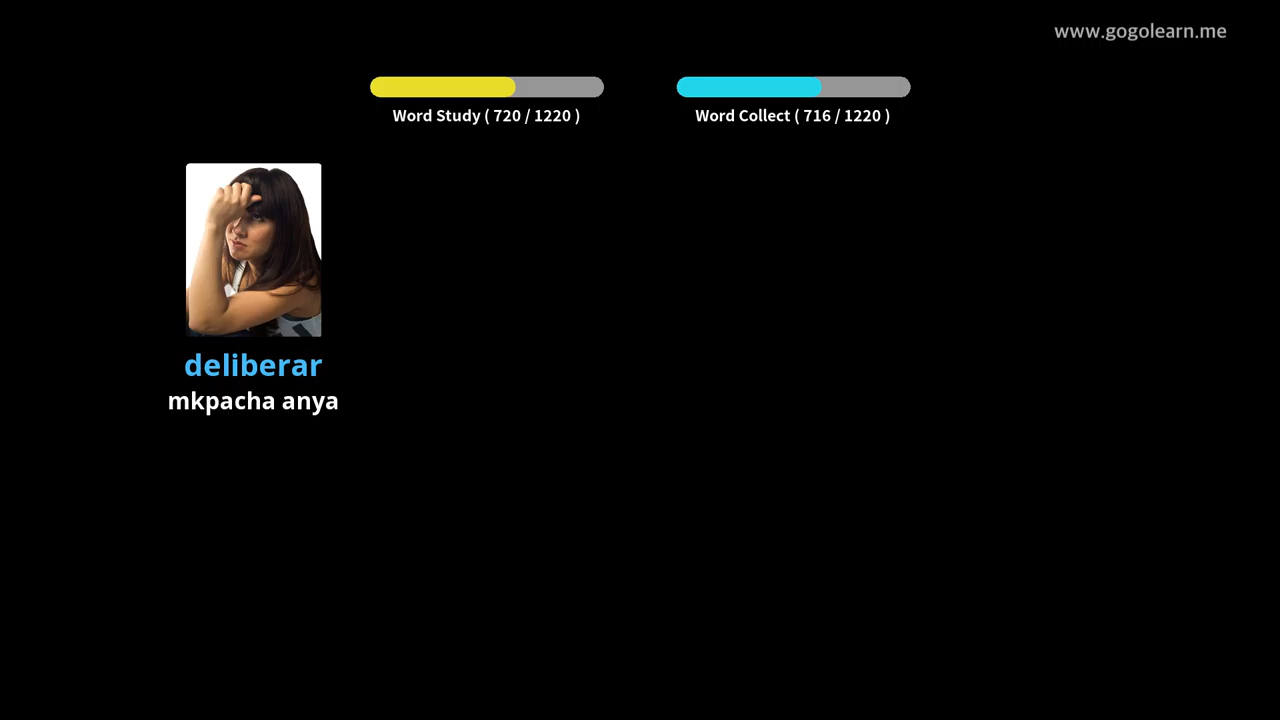 www.gogolearn.me
Word Study ( 720 / 1220 )
Word Collect ( 716 / 1220 )
deliberar
mkpacha anya